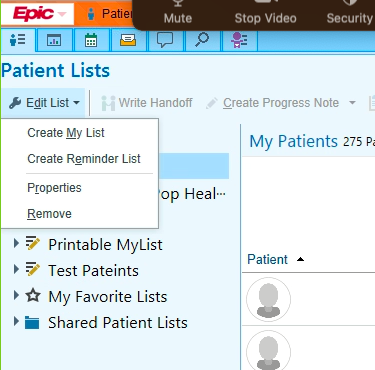 Epic
Patie
Mute
Stop Video
Security
Patient Lists
Edit List
Write Handoff
Create Progress Note
Create My List
Create Reminder List
Properties
Remove
My Patients 275 Pa
Pop Heal...
Printable MyList
Test Pateints
My Favorite Lists
Shared Patient Lists
Patient